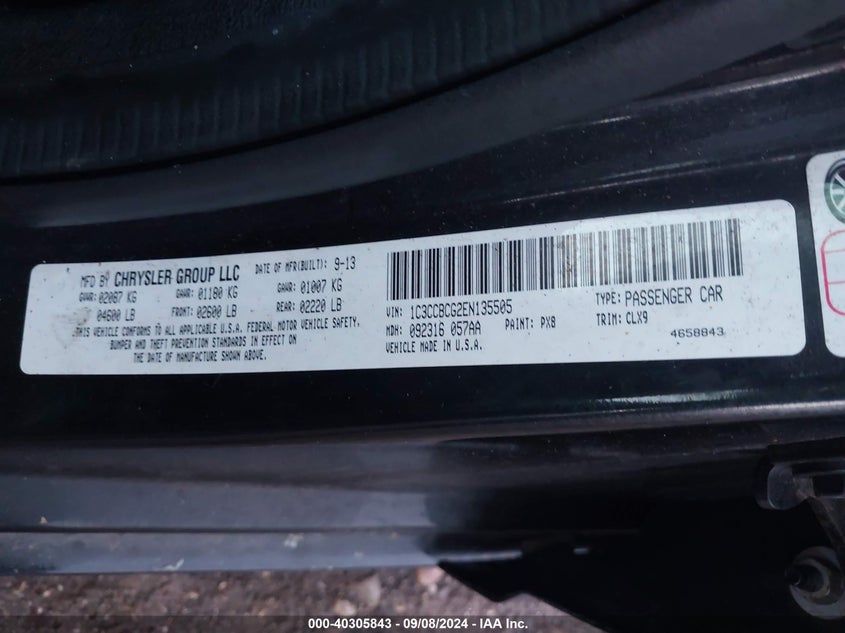 MFD BY CHRYSLER GROUP LLC DATE OF MFR(BUILT): 9-13
GVWR: 02087 KG GAWR: 01180 KG GAWR: 01007 KG
04600 LB FRONT: 02600 LB REAR: 02220 LB
THIS VEHICLE CONFORMS TO ALL APPLICABLE U.S.A. FEDERAL MOTOR VEHICLE SAFETY,
BUMPER AND THEFT PREVENTION STANDARDS IN EFFECT ON
THE DATE OF MANUFACTURE SHOWN ABOVE.
VIN: 1C3CCBCG2EN135505 TYPE: PASSENGER CAR
MDH: 092316 057AA PAINT: PX8 TRIM: CLX9
VEHICLE MADE IN U.S.A. 4658843
000-40305843 - 09/08/2024 - IAA Inc.